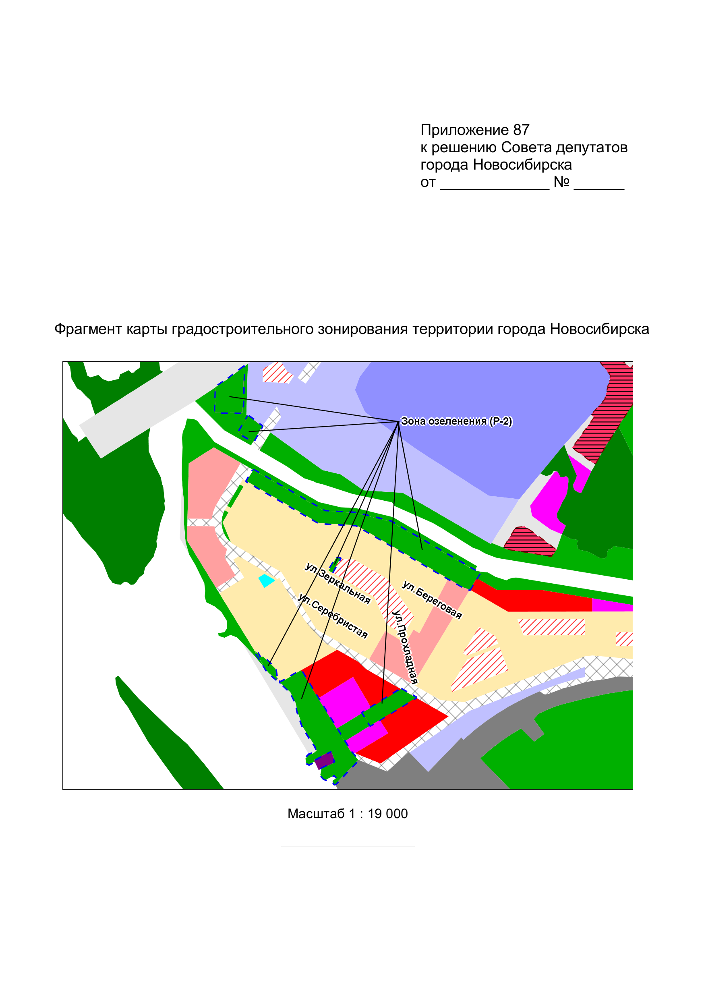 Приложение 87
к решению Совета депутатов
города Новосибирска
от _____________ № ______
Фрагмент карты градостроительного зонирования территории города Новосибирска
Зона озеленения (Р-2)
ул.Зеркальная
ул.Береговая
ул.Серебристая
ул.Прохладная
Масштаб 1 : 19 000